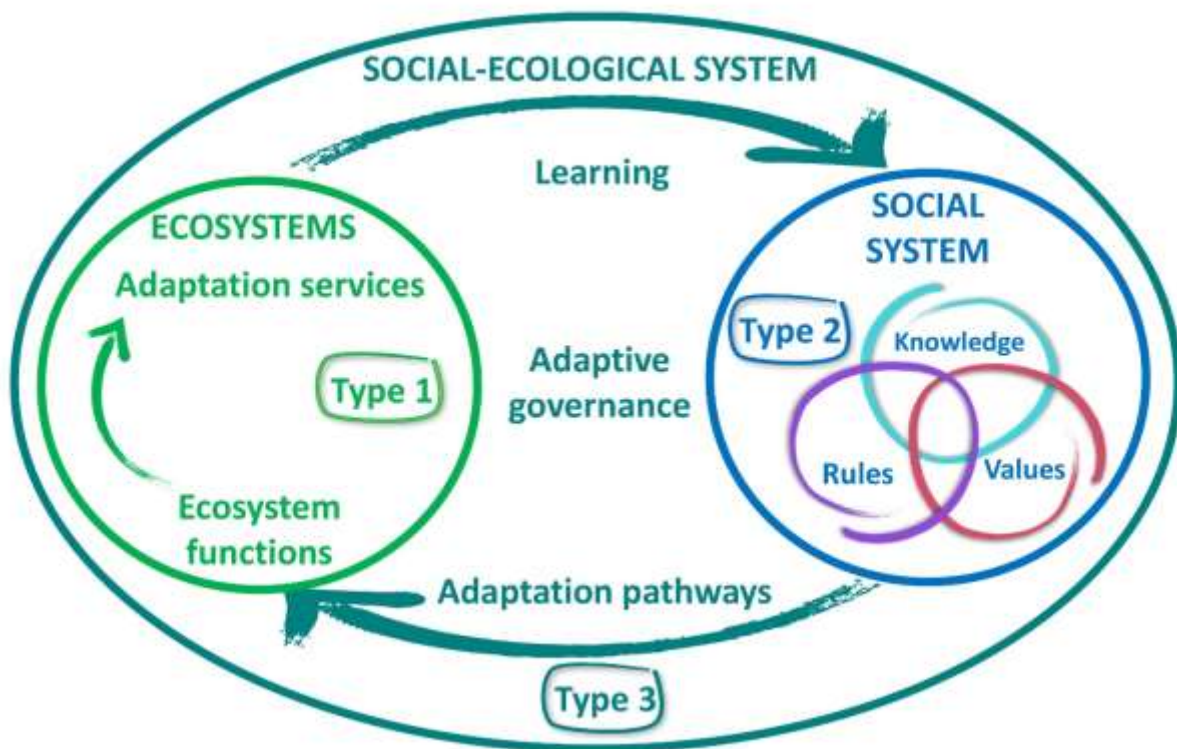 SOCIAL-ECOLOGICAL SYSTEM
Learning
ECOSYSTEMS
Adaptation services
Type 1
Ecosystem
functions
Adaptive
governance
SOCIAL
SYSTEM
Type 2
Knowledge
Rules
Values
Adaptation pathways
Type 3